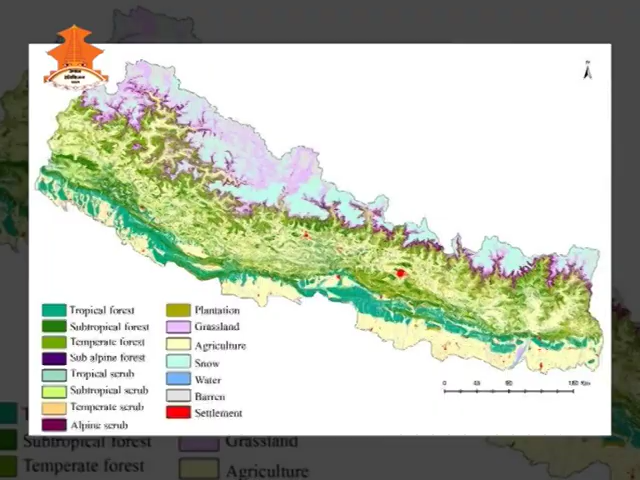 N
Tropical forest
Subtropical forest
Temperate forest
Sub alpine forest
Tropical scrub
Subtropical scrub
Temperate scrub
Alpine scrub
Plantation
Grassland
Agriculture
Snow
Water
Barren
Settlement
0 45 90 180 Km
Subtropical forest
Temperate forest
Grassland
Agriculture